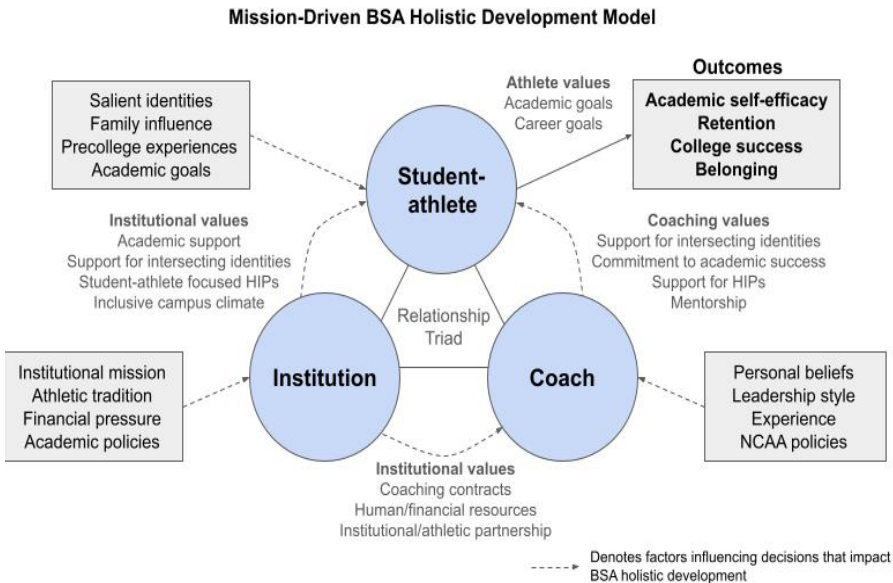 Mission-Driven BSA Holistic Development Model
Salient identities
Family influence
Precollege experiences
Academic goals
Athlete values
Academic goals
Career goals
Outcomes
Academic self-efficacy
Retention
College success
Belonging
Student-
athlete
Institutional values
Academic support
Support for intersecting identities
Student-athlete focused HIPs
Inclusive campus climate
Coaching values
Support for intersecting identities
Commitment to academic success
Support for HIPs
Mentorship
Relationship
Triad
Institutional mission
Athletic tradition
Financial pressure
Academic policies
Institution
Coach
Personal beliefs
Leadership style
Experience
NCAA policies
Institutional values
Coaching contracts
Human/financial resources
Institutional/athletic partnership
Denotes factors influencing decisions that impact
BSA holistic development